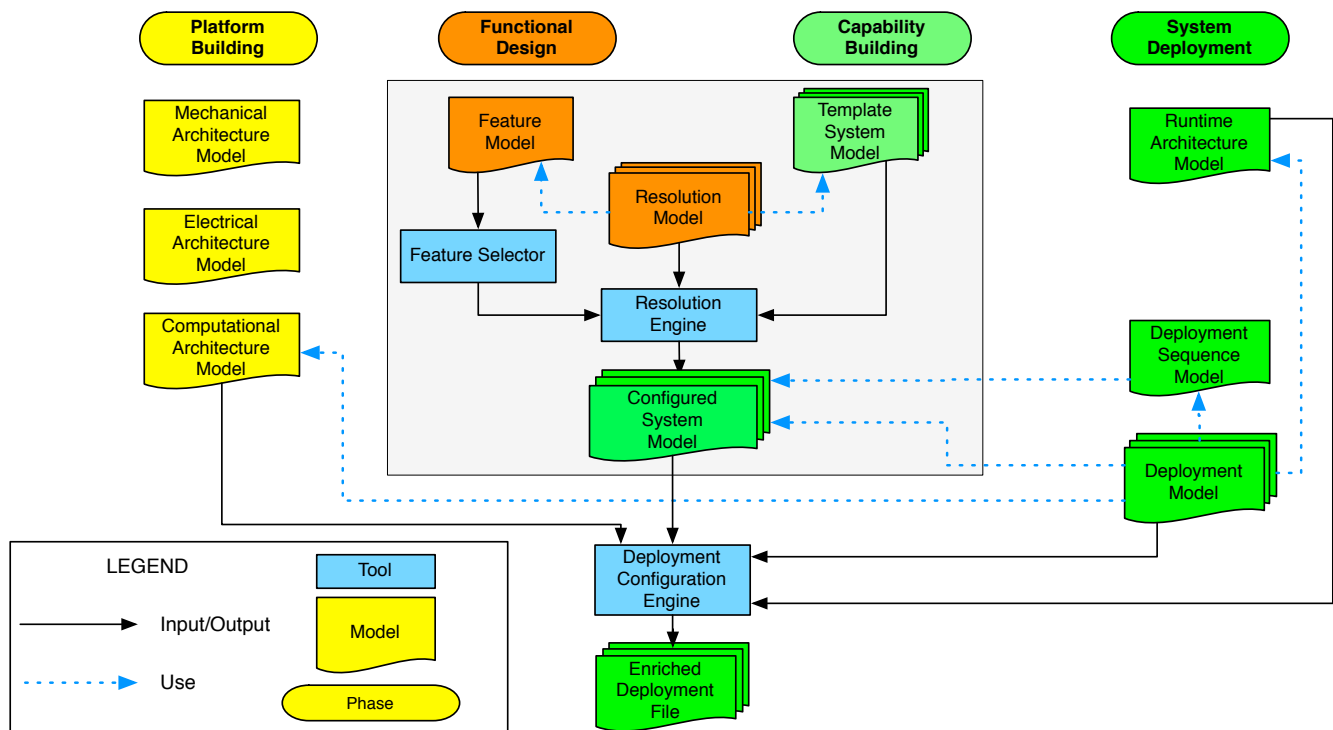 Platform
Building
Functional
Design
Capability
Building
System
Deployment
Mechanical
Architecture
Model
Feature
Model
Template
System
Model
Runtime
Architecture
Model
Resolution
Model
Electrical
Architecture
Model
Feature Selector
Resolution
Engine
Computational
Architecture
Model
Deployment
Sequence
Model
Configured
System
Model
Deployment
Model
Deployment
Configuration
Engine
Enriched
Deployment
File
LEGEND
Tool
Input/Output
Model
Use
Phase